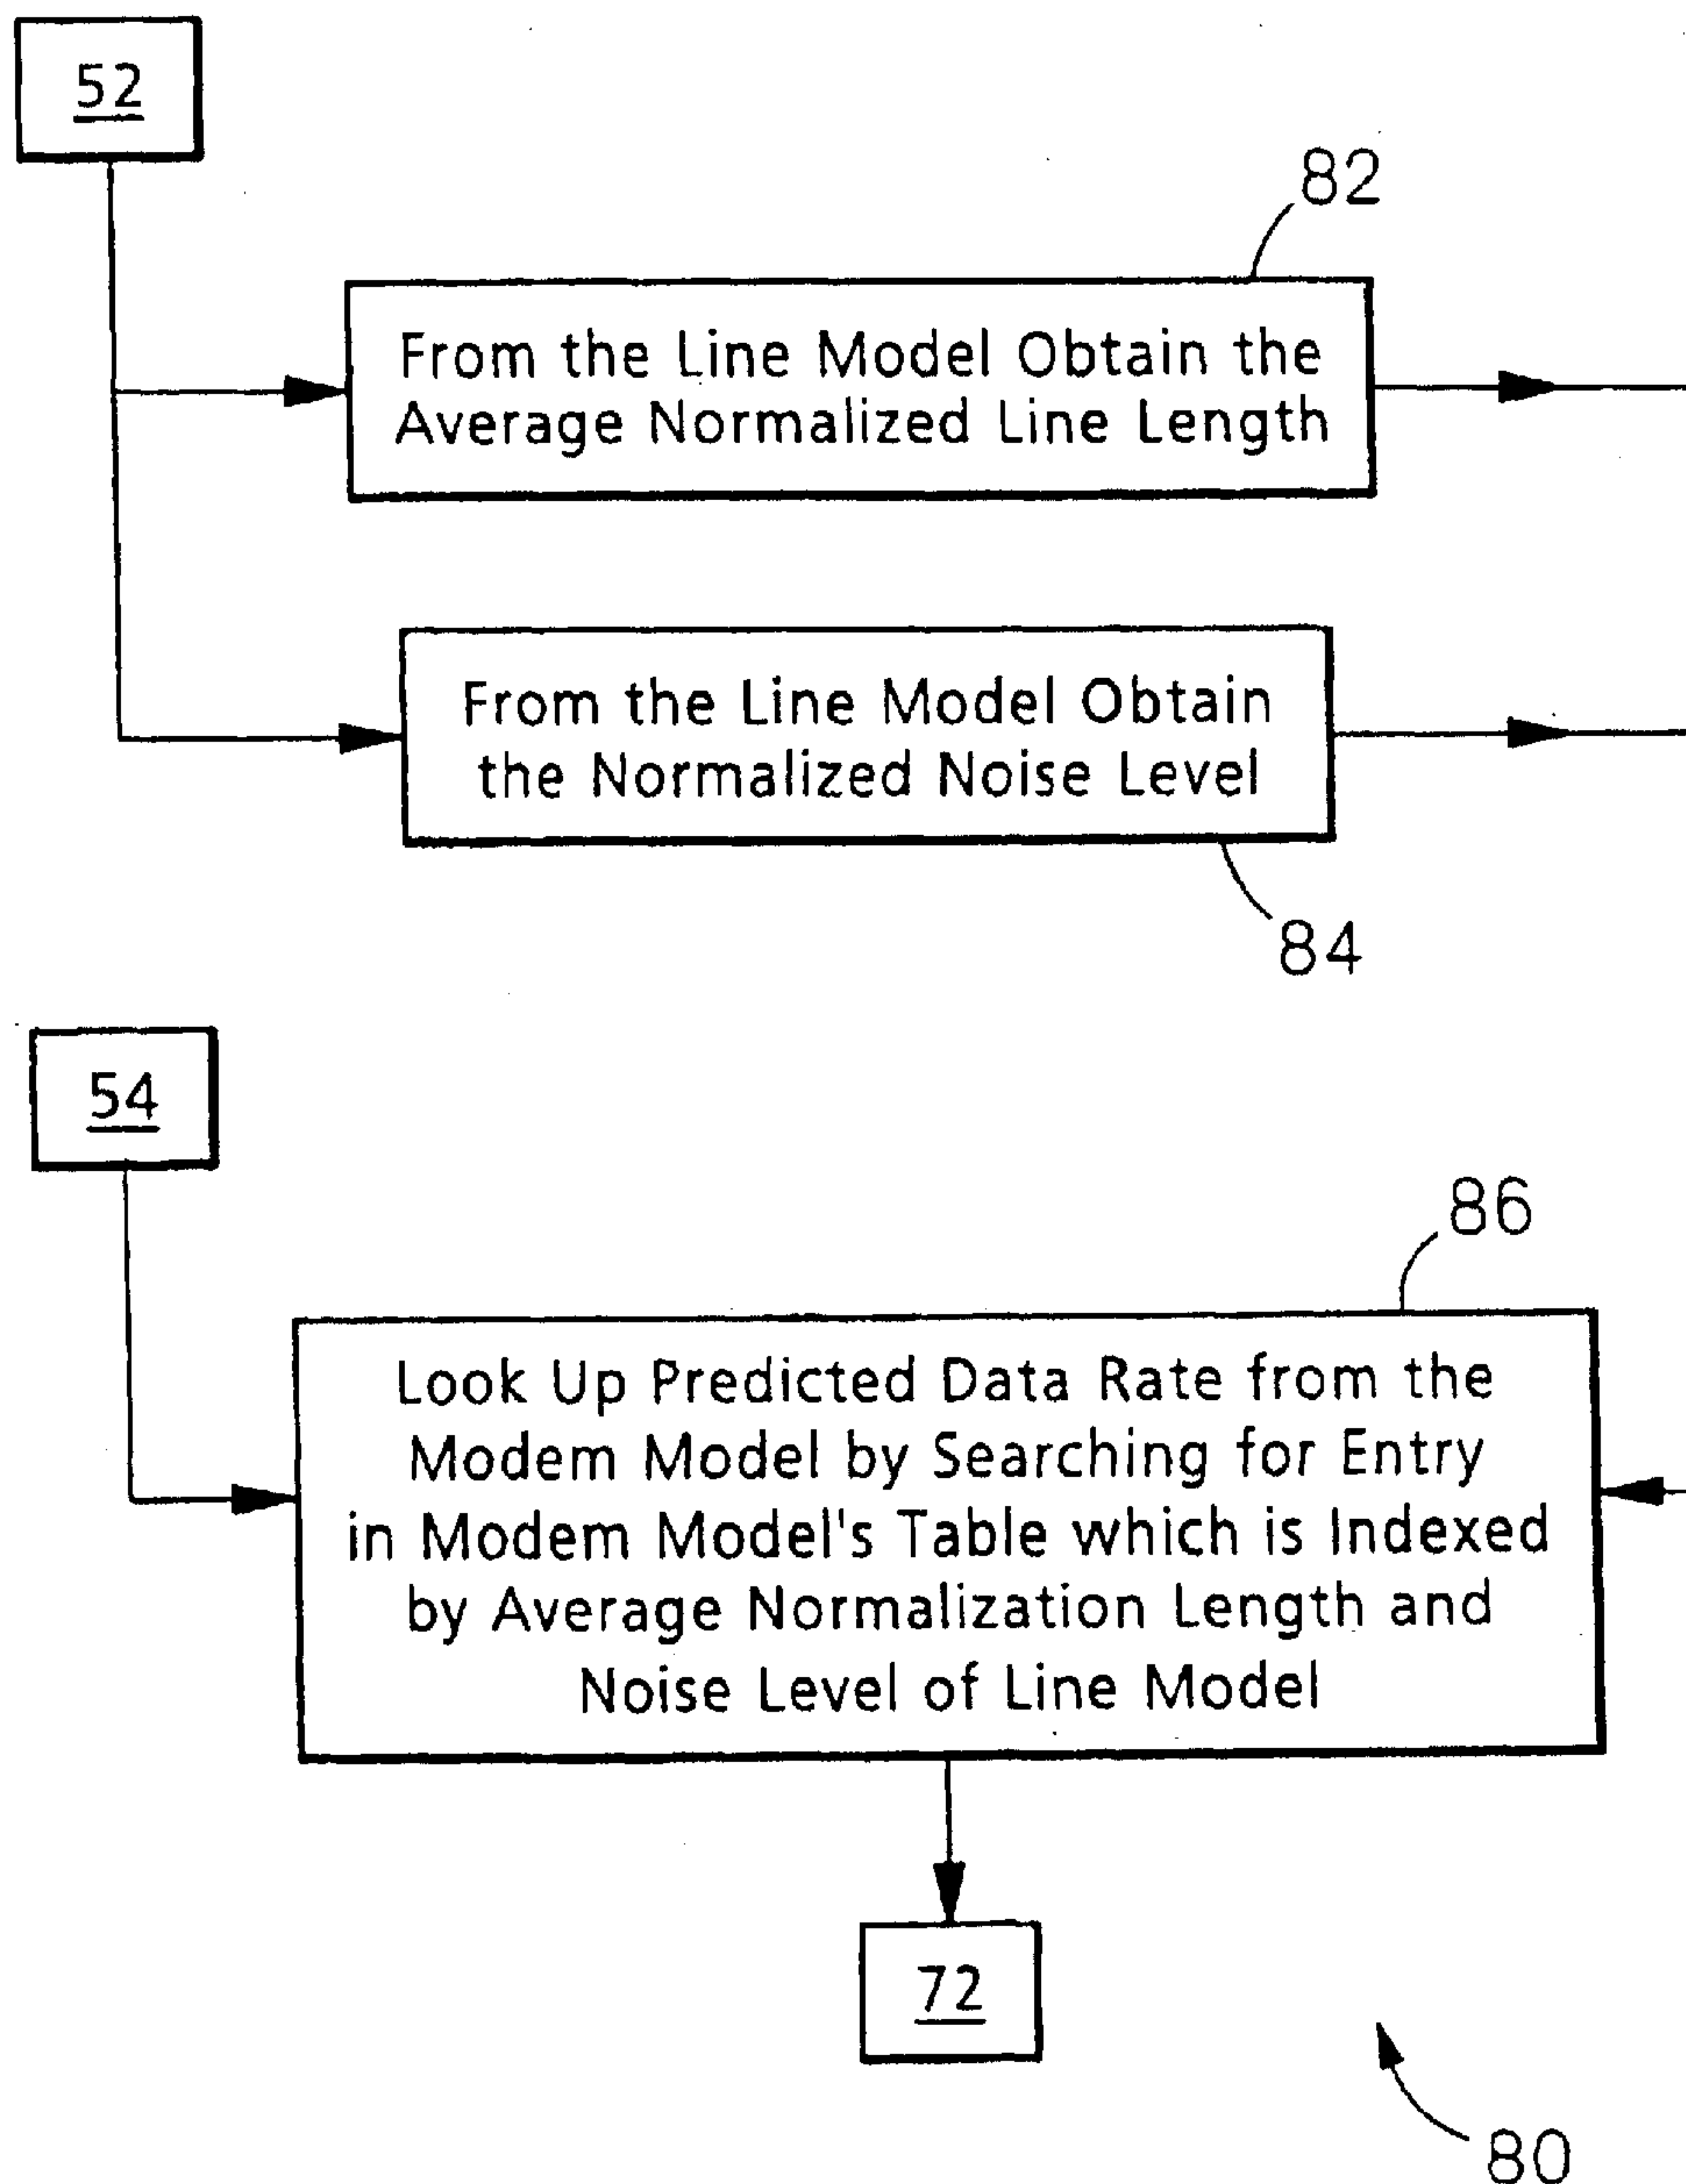 52
82
From the Line Model Obtain the
Average Normalized Line Length
From the Line Model Obtain
the Normalized Noise Level
84
54
86
Look Up Predicted Data Rate from the
Modem Model by Searching for Entry
in Modem Model's Table which is Indexed
by Average Normalization Length and
Noise Level of Line Model
72
80